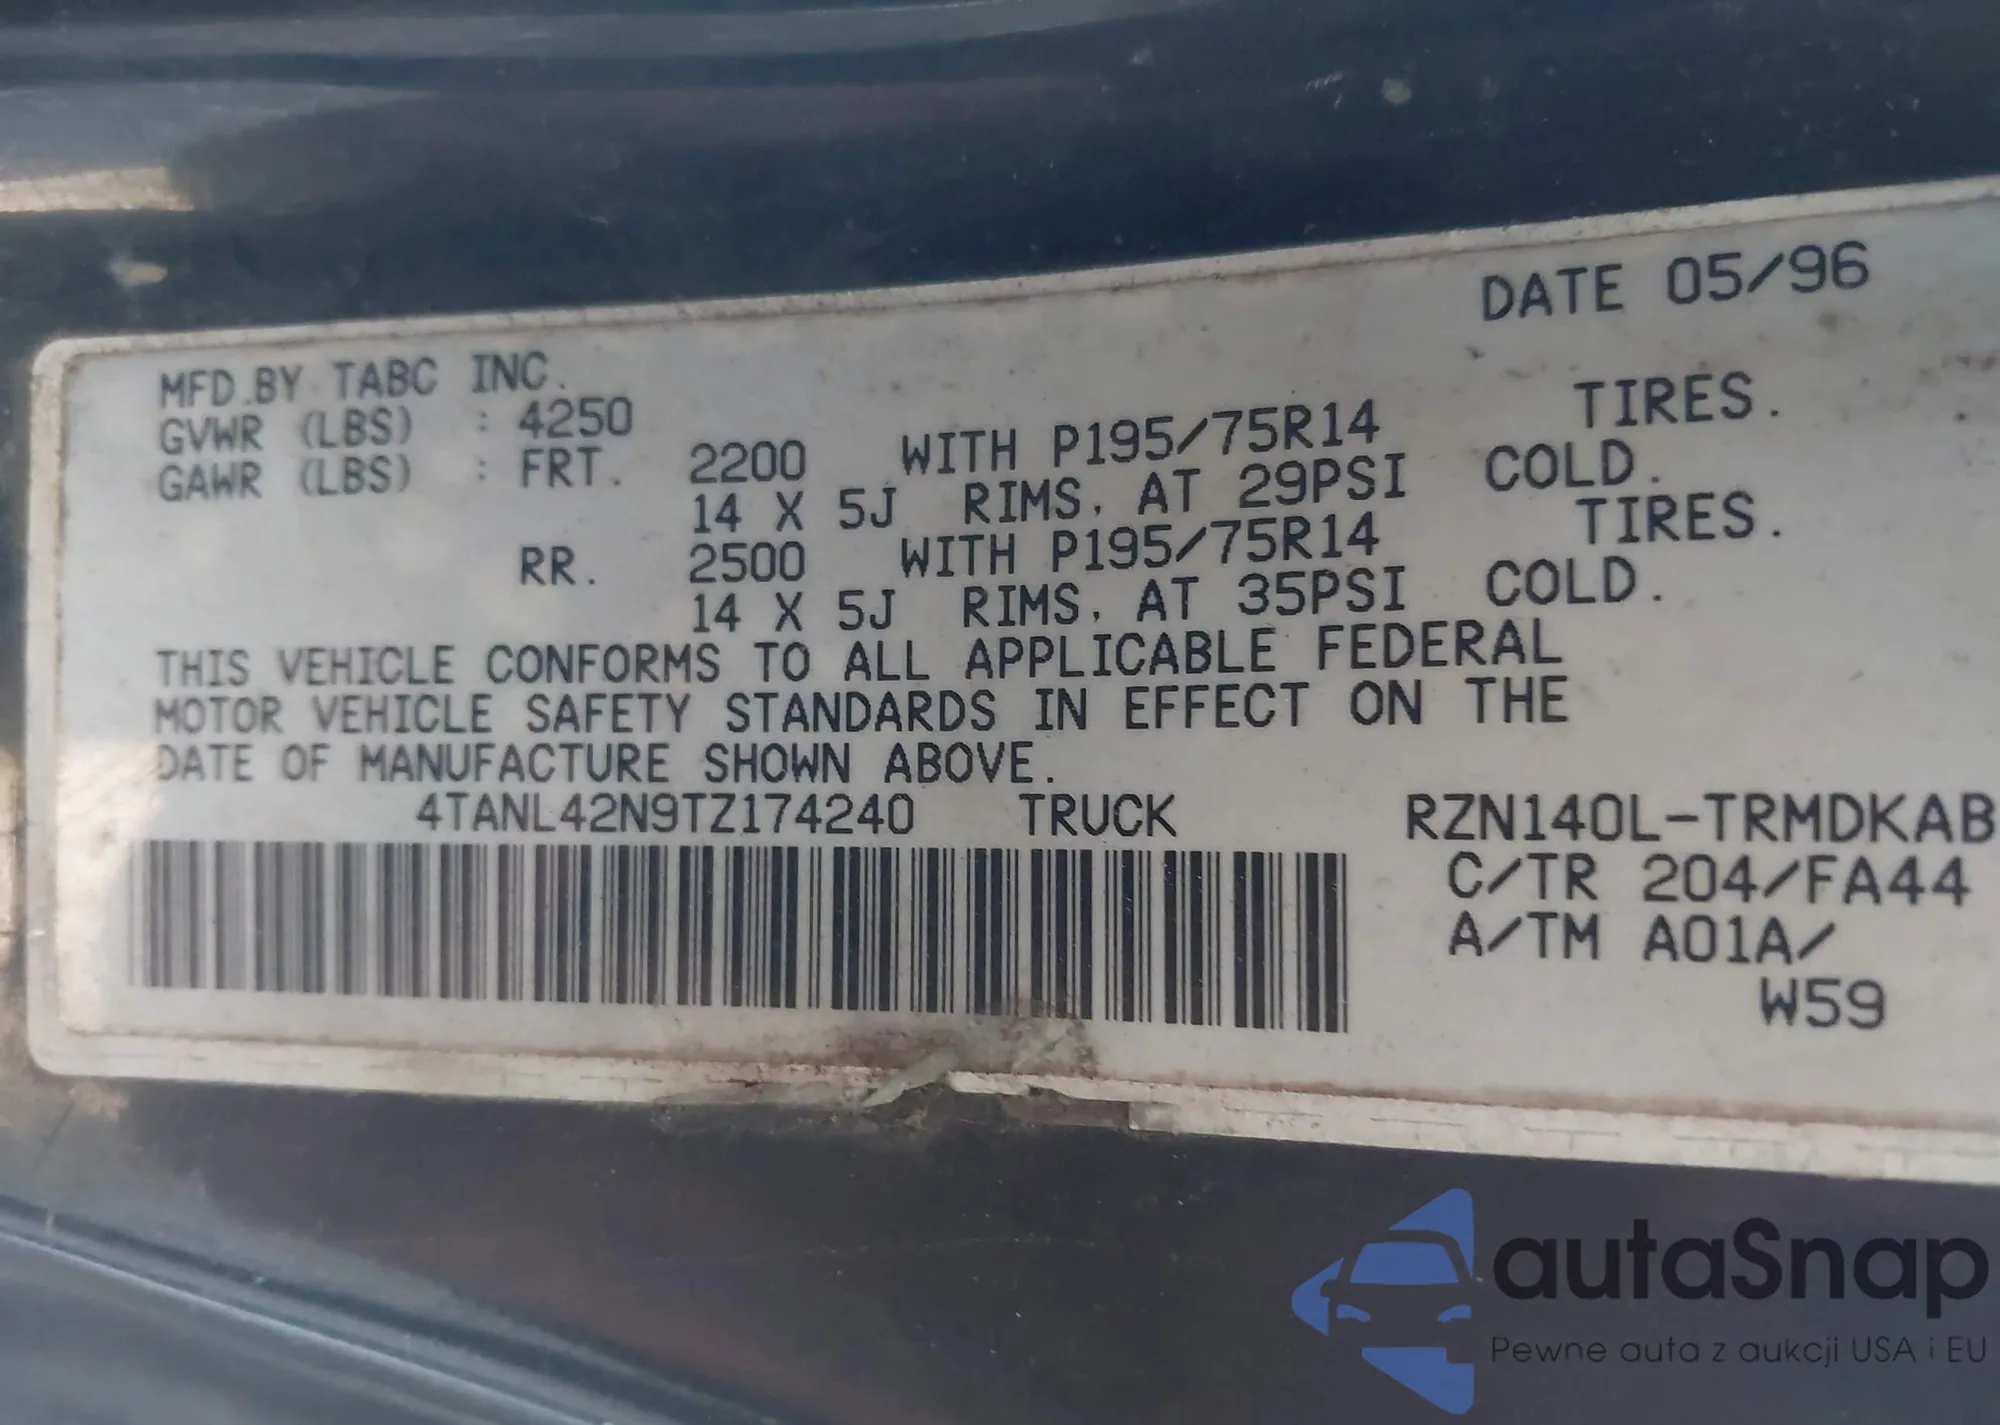 DATE 05/96
MFD.BY TABC INC.
GVWR (LBS) : 4250
GAWR (LBS) : FRT. 2200 WITH P195/75R14 TIRES.
14 X 5J RIMS, AT 29PSI COLD.
RR. 2500 WITH P195/75R14 TIRES.
14 X 5J RIMS, AT 35PSI COLD.
THIS VEHICLE CONFORMS TO ALL APPLICABLE FEDERAL
MOTOR VEHICLE SAFETY STANDARDS IN EFFECT ON THE
DATE OF MANUFACTURE SHOWN ABOVE.
4TANL42N9TZ174240 TRUCK RZN140L-TRMDKAB
C/TR 204/FA44
A/TM A01A/
W59
autaSnap
Pewne auta z aukcji USA i EU